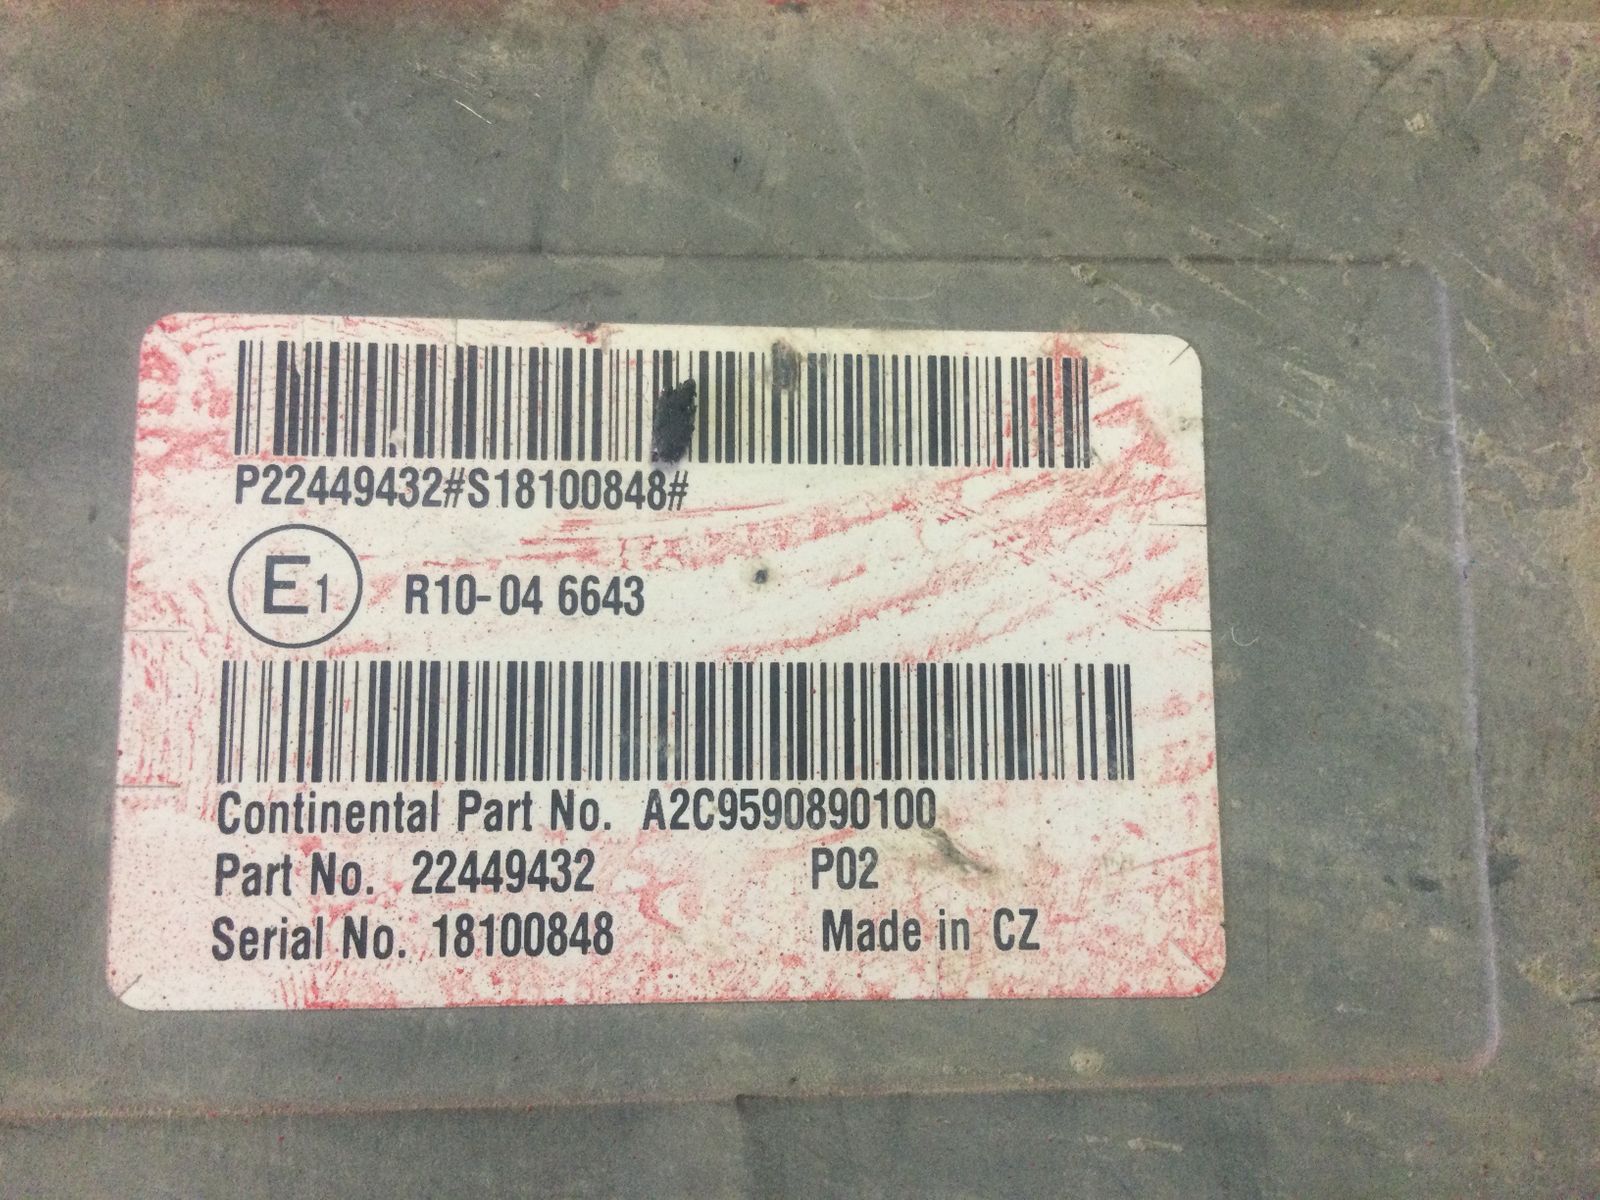 P22449432#S18100848#
E1 R10-04 6643
Continental Part No. A2C9590890100
Part No. 22449432 P02
Serial No. 18100848 Made in CZ